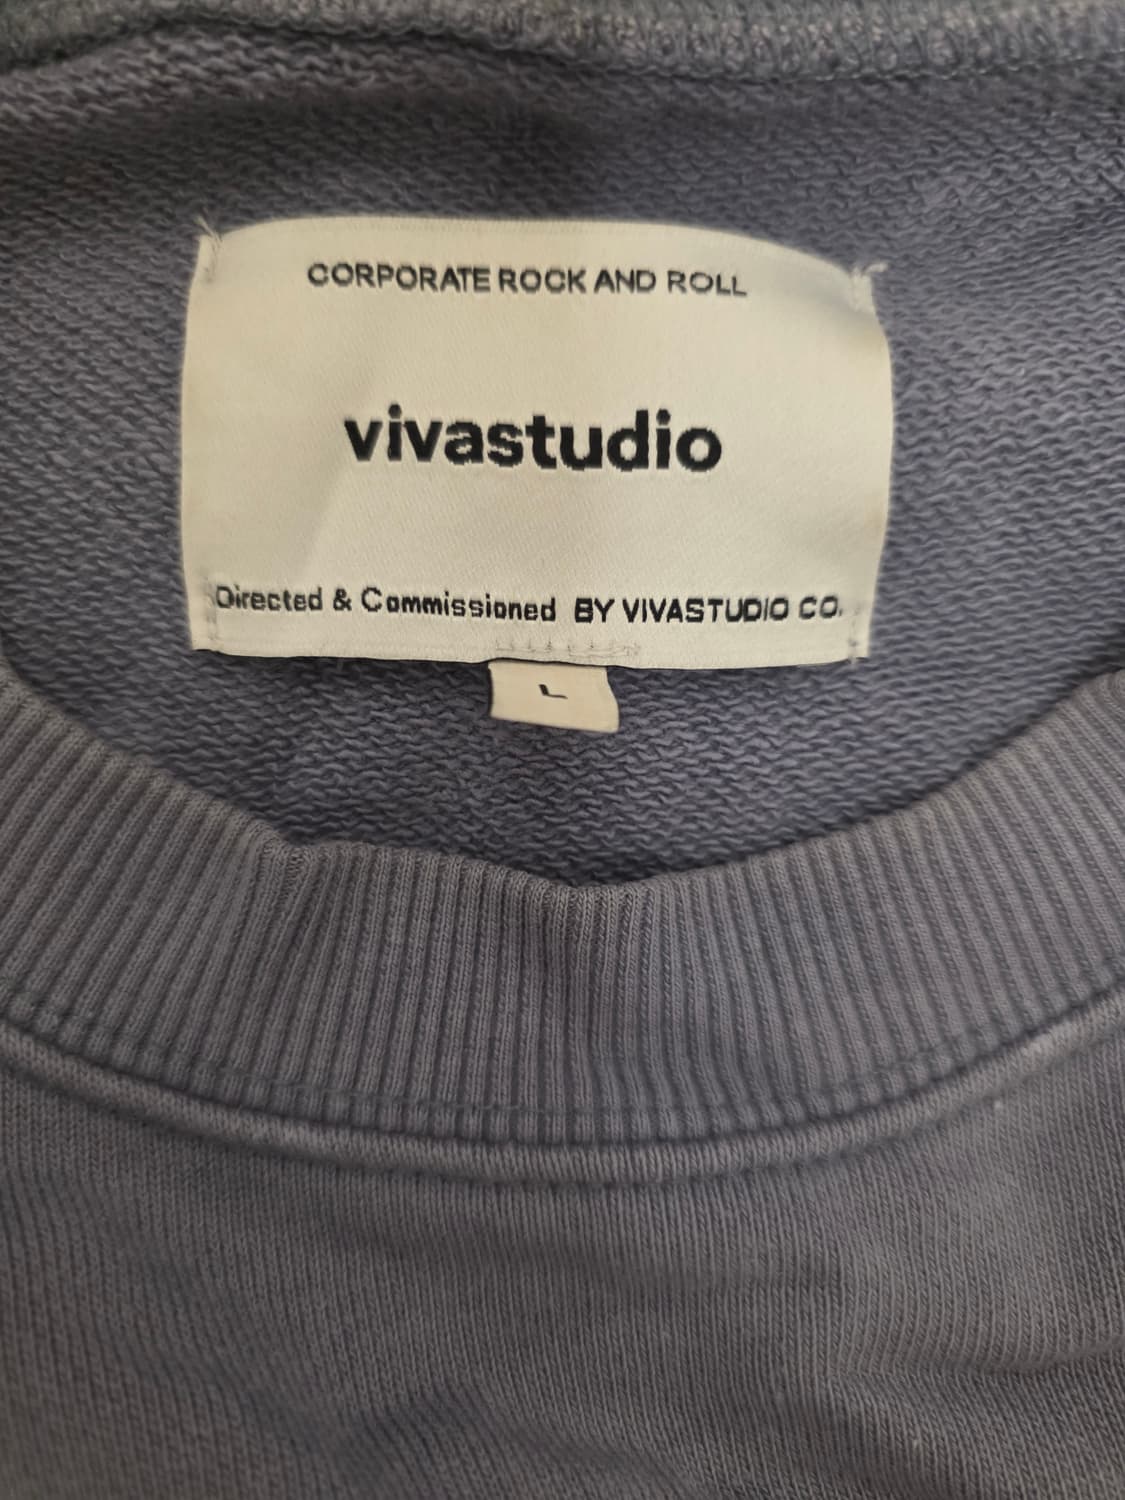 CORPORATE ROCK AND ROLL
vivastudio
Directed & Commissioned BY VIVASTUDIO CO.
L